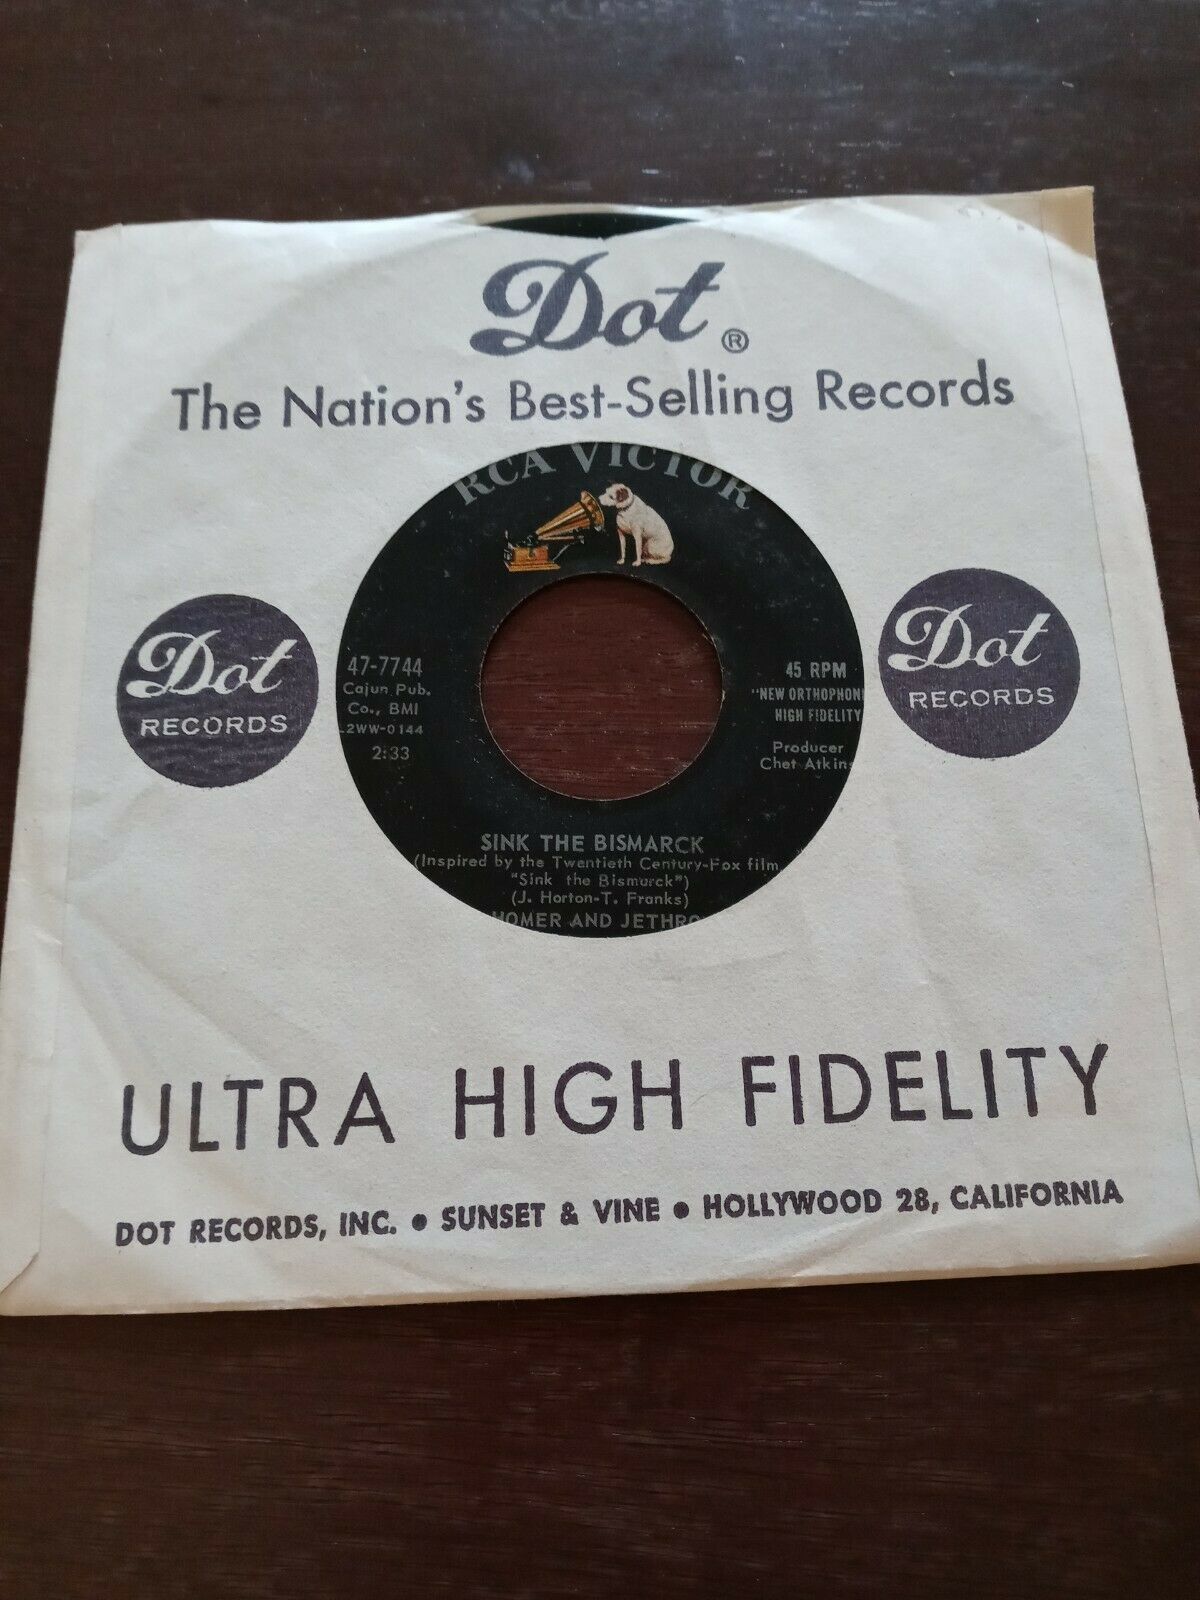 Dot ®
The Nation's Best-Selling Records
RCA VICTOR
Dot
RECORDS
47-7744
Cajun Pub.
Co., BMI
L2WW-0144
2:33
45 RPM
"NEW ORTHOPHON
HIGH FIDELITY
Producer
Chet Atkins
Dot
RECORDS
SINK THE BISMARCK
(Inspired by the Twentieth Century-Fox film
"Sink the Bismarck")
(J. Horton-T. Franks)
HOMER AND JETHRO
ULTRA HIGH FIDELITY
DOT RECORDS, INC. • SUNSET & VINE • HOLLYWOOD 28, CALIFORNIA